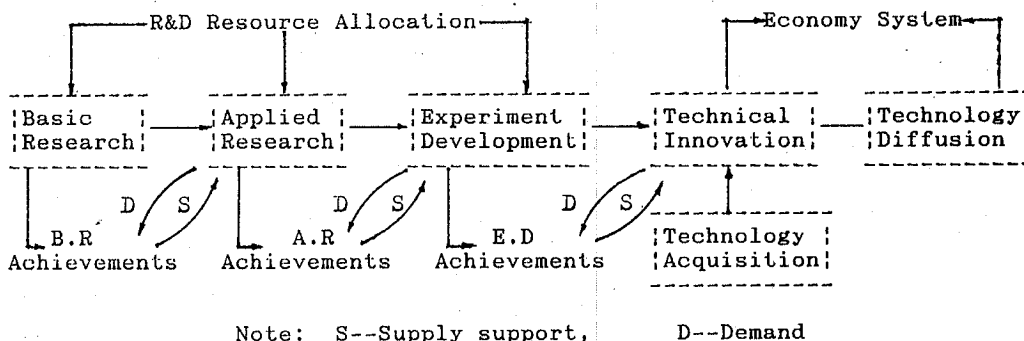 R&D Resource Allocation
Economy System
Basic
Research
Applied
Research
Experiment
Development
Technical
Innovation
Technology
Diffusion
D S
D S
D S
B.R
Achievements
A.R
Achievements
E.D
Achievements
Technology
Acquisition
Note: S--Supply support, D--Demand